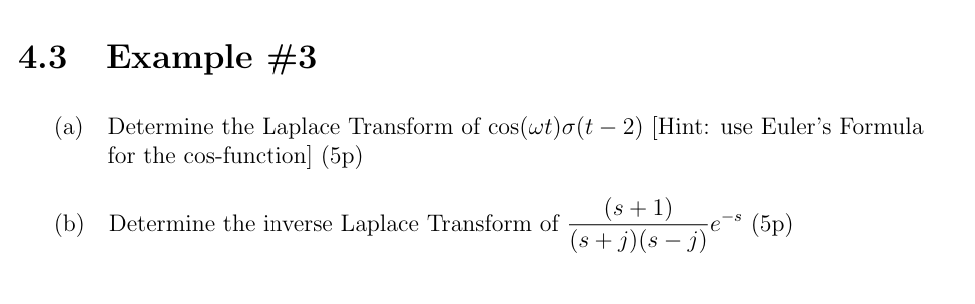 4.3 Example #3
(a) Determine the Laplace Transform of cos(ωt)σ(t − 2) [Hint: use Euler's Formula
for the cos-function] (5p)
(b) Determine the inverse Laplace Transform of (s + 1) / (s + j)(s − j) e^{−s} (5p)